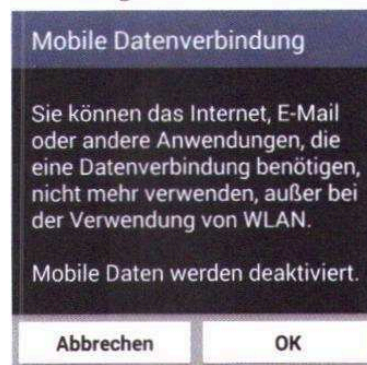 Mobile Datenverbindung
Sie können das Internet, E-Mail
oder andere Anwendungen, die
eine Datenverbindung benötigen,
nicht mehr verwenden, außer bei
der Verwendung von WLAN.
Mobile Daten werden deaktiviert.
Abbrechen OK